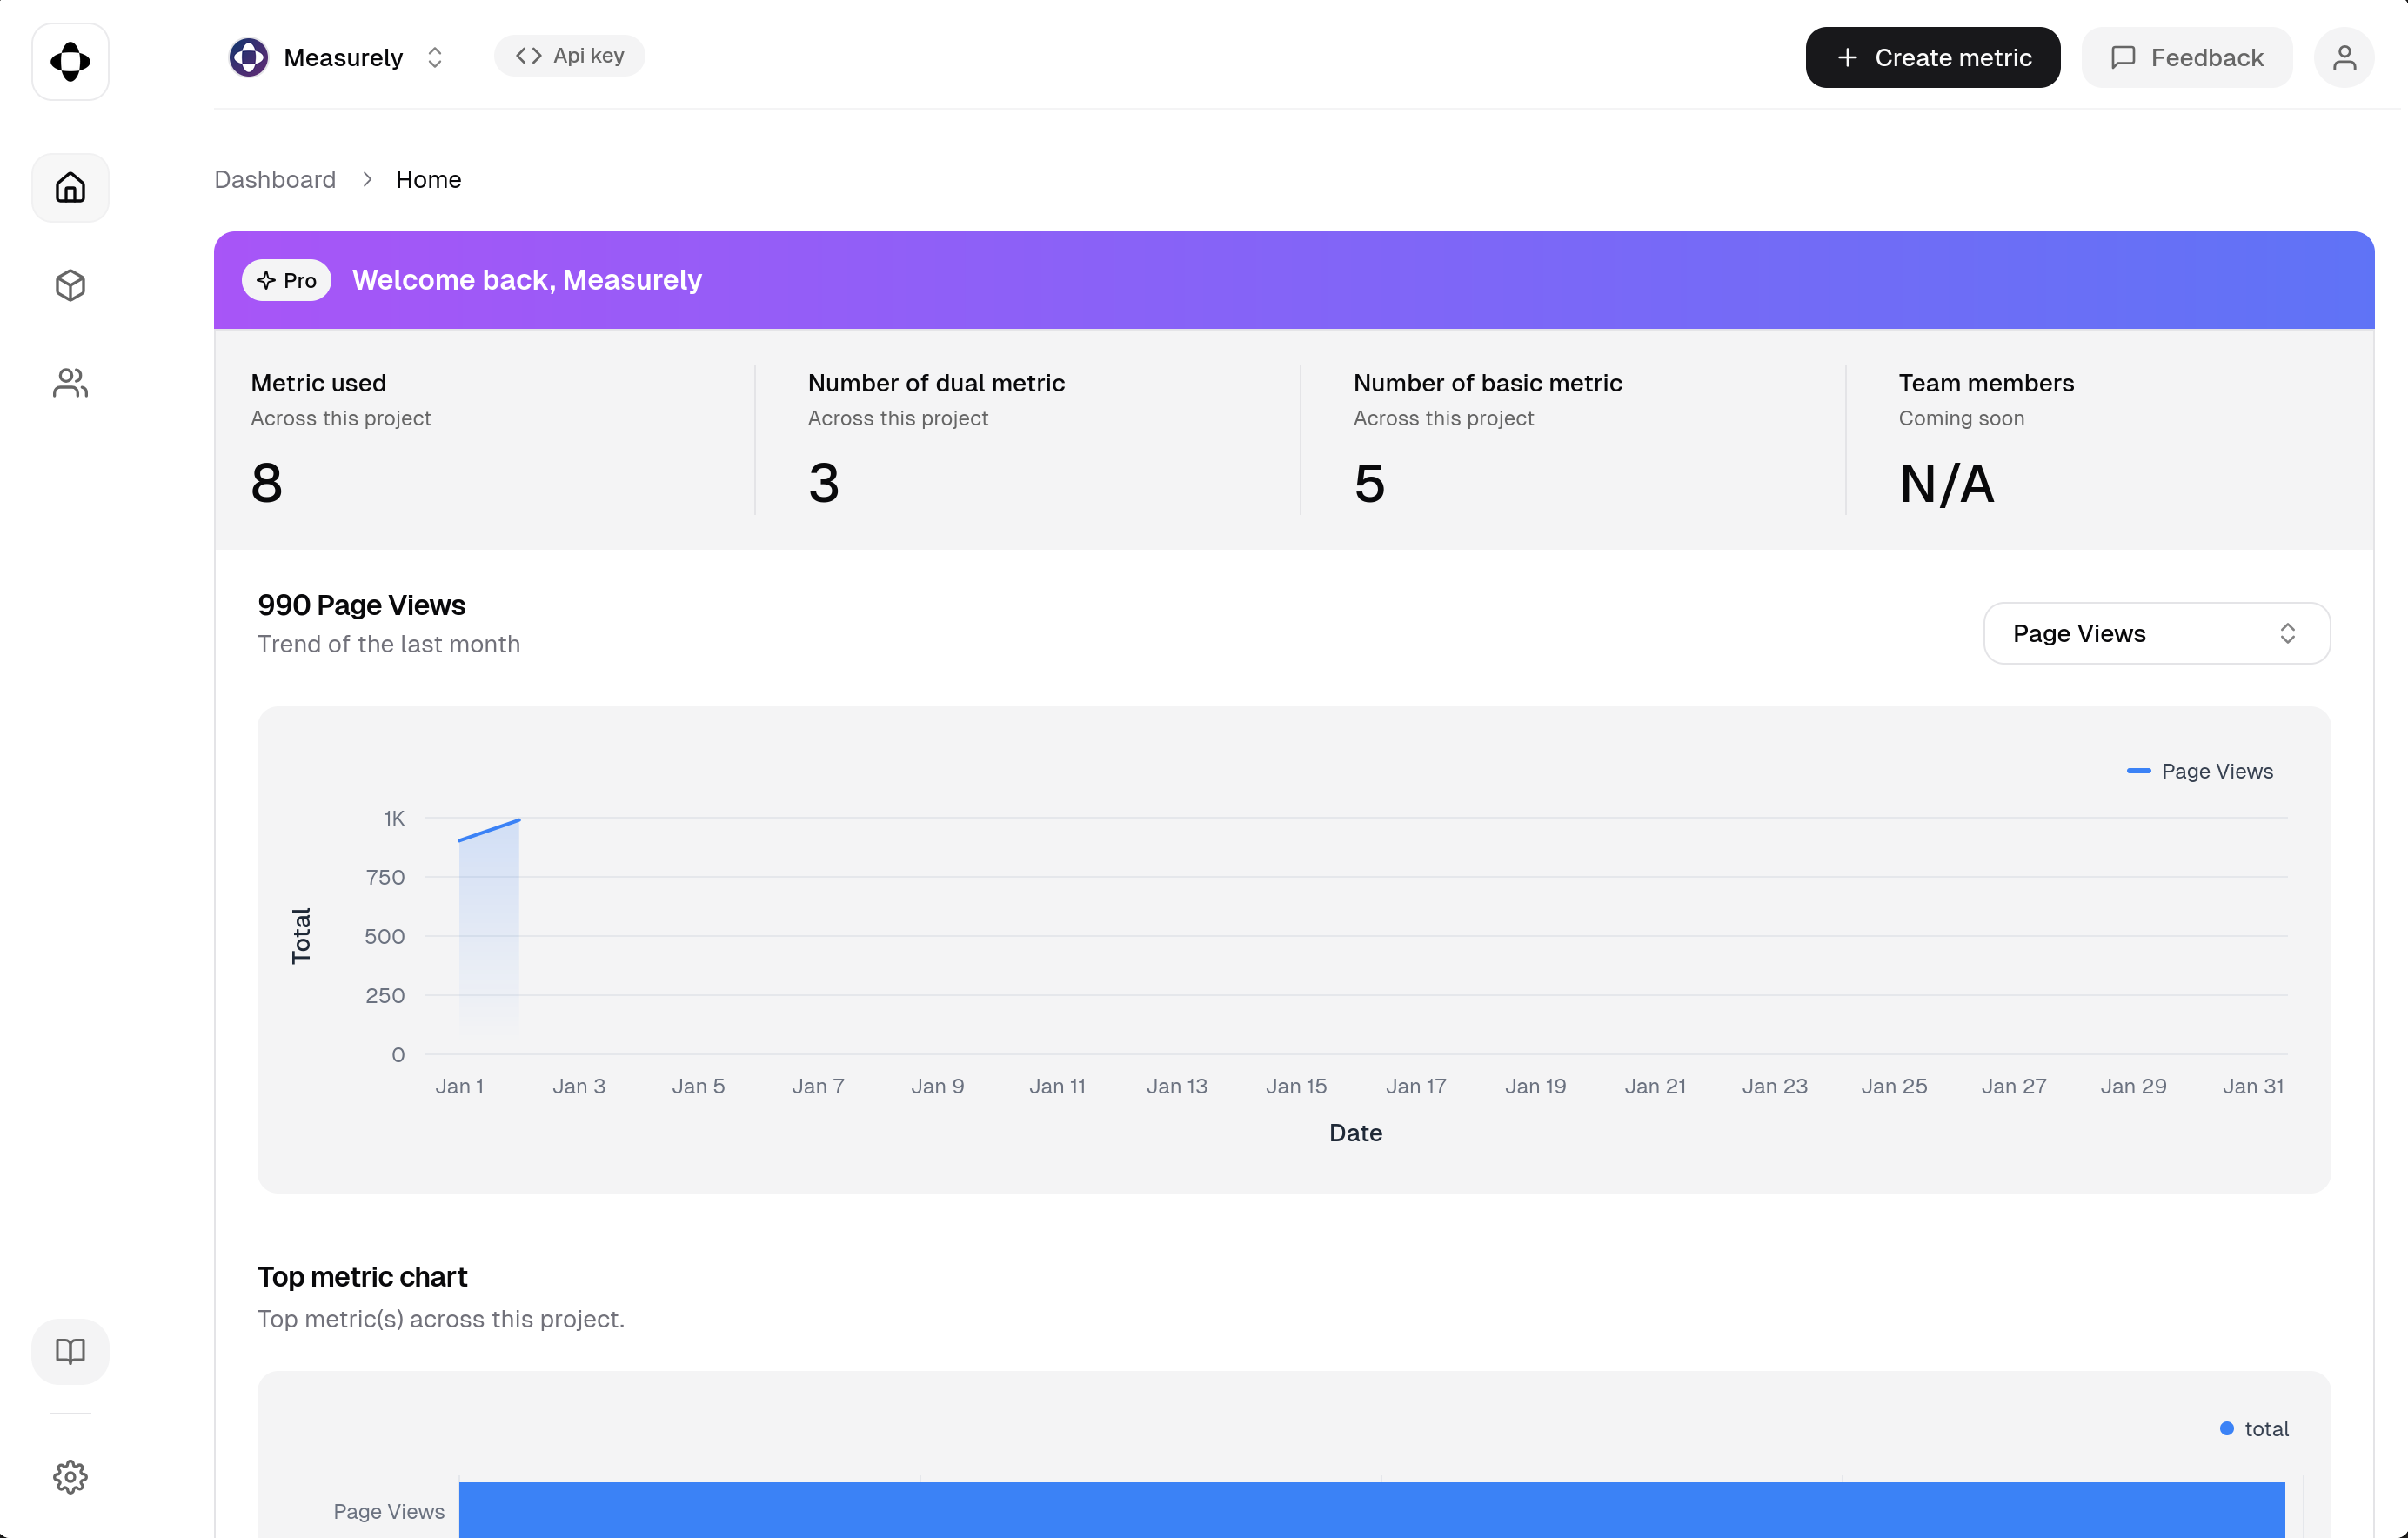 Measurely
Api key
Create metric
Feedback
Dashboard
Home
Pro
Welcome back, Measurely
Metric used
Across this project
8
Number of dual metric
Across this project
3
Number of basic metric
Across this project
5
Team members
Coming soon
N/A
990 Page Views
Trend of the last month
Page Views
Page Views
1K
750
500
250
0
Total
Jan 1 Jan 3 Jan 5 Jan 7 Jan 9 Jan 11 Jan 13 Jan 15 Jan 17 Jan 19 Jan 21 Jan 23 Jan 25 Jan 27 Jan 29 Jan 31
Date
Top metric chart
Top metric(s) across this project.
total
Page Views